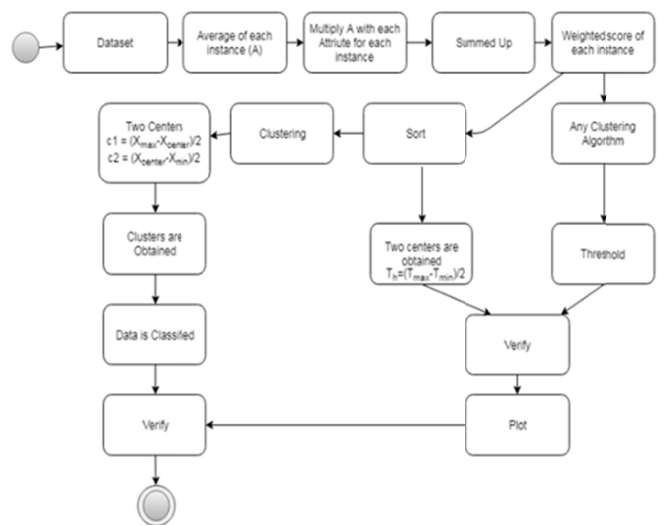 Dataset
Average of each
instance (A)
Multiply A with each
Attriute for each
instance
Summed Up
Weightedscore of
each instance
Two Centers
c1 = (Xmax-Xcenter)/2
c2 = (Xcenter-Xmin)/2
Clustering
Sort
Any Clustering
Algorthm
Clusters are
Obtained
Two centers are
obtained
Th=(Tmax-Tmin)/2
Threshold
Data is Classified
Verify
Verify
Plot